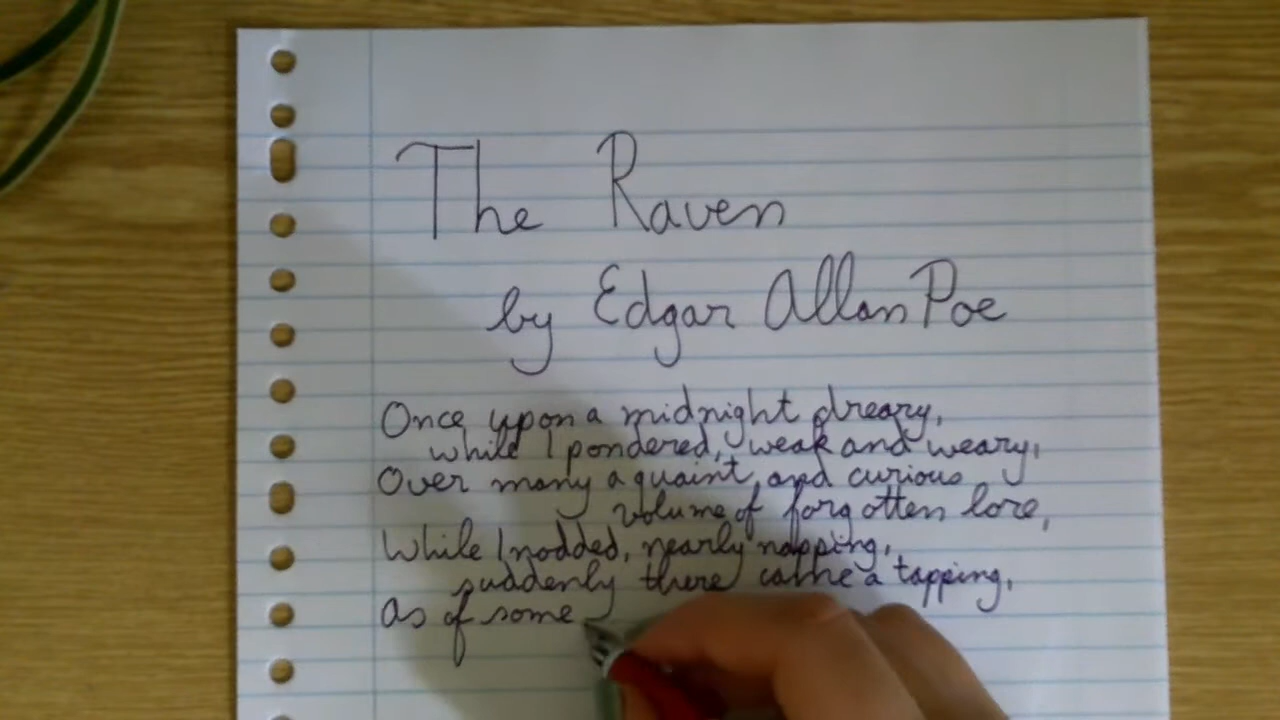 The Raven
by Edgar Allan Poe
Once upon a midnight dreary,
while I pondered, weak and weary,
Over many a quaint and curious
volume of forgotten lore,
While I nodded, nearly napping,
suddenly there came a tapping,
As of some